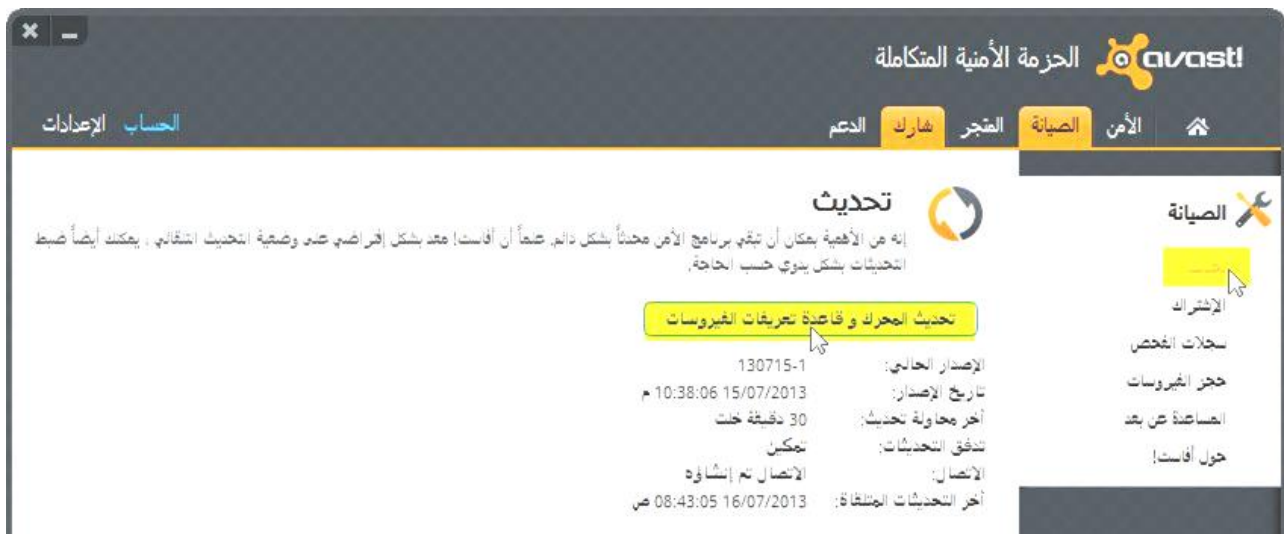 avast! الحزمة الأمنية المتكاملة
الأمن الصيانة المتجر شارك الدعم
الحساب الإعدادات
الصيانة
الإشتراك
سجلات الفحص
حجز الفيروسات
المساعدة عن بعد
حول أفاست!
تحديث
إنه من الأهمية بمكان أن تبقي برنامج الأمن محدثاً بشكل دائم. علماً أن أفاست! معد بشكل إفتراضي على وضعية التحديث التلقائي ، يمكنك أيضاً ضبط
التحديثات بشكل يدوي حسب الحاجة.
تحديث المحرك و قاعدة تعريفات الفيروسات
الإصدار الحالي: 130715-1
تاريخ الإصدار: 15/07/2013 10:38:06 م
أخر محاولة تحديث: 30 دقيقة خلت
تدفق التحديثات: تمكين
الاتصال: الاتصال تم إنشاؤه
أخر التحديثات المتلقاة: 16/07/2013 08:43:05 ص